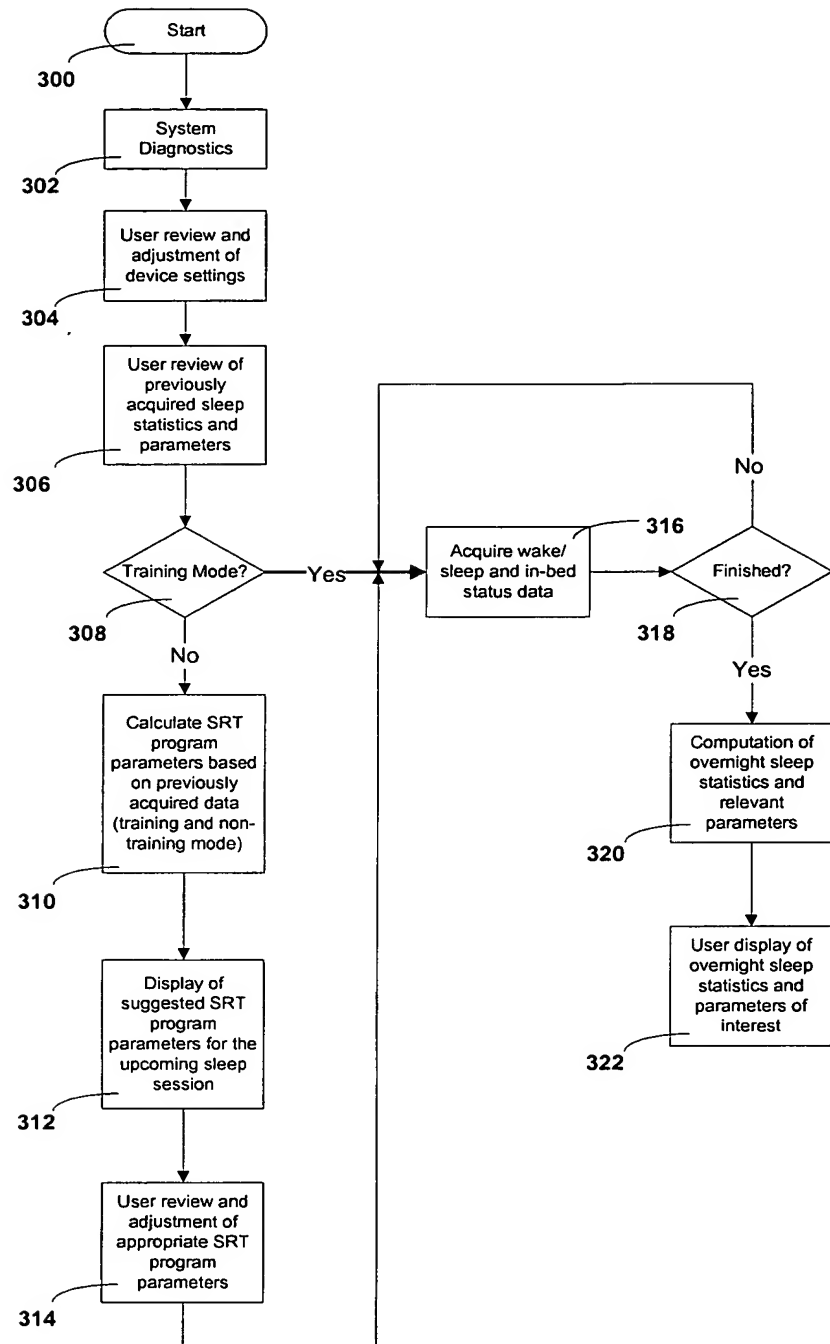 Start
300
System
Diagnostics
302
User review and
adjustment of
device settings
304
User review of
previously
acquired sleep
statistics and
parameters
306
Training Mode?
308
Yes
No
Calculate SRT
program
parameters based
on previously
acquired data
(training and non-
training mode)
310
Display of
suggested SRT
program
parameters for the
upcoming sleep
session
312
User review and
adjustment of
appropriate SRT
program
parameters
314
Acquire wake/
sleep and in-bed
status data
316
Finished?
318
No
Yes
Computation of
overnight sleep
statistics and
relevant
parameters
320
User display of
overnight sleep
statistics and
parameters of
interest
322